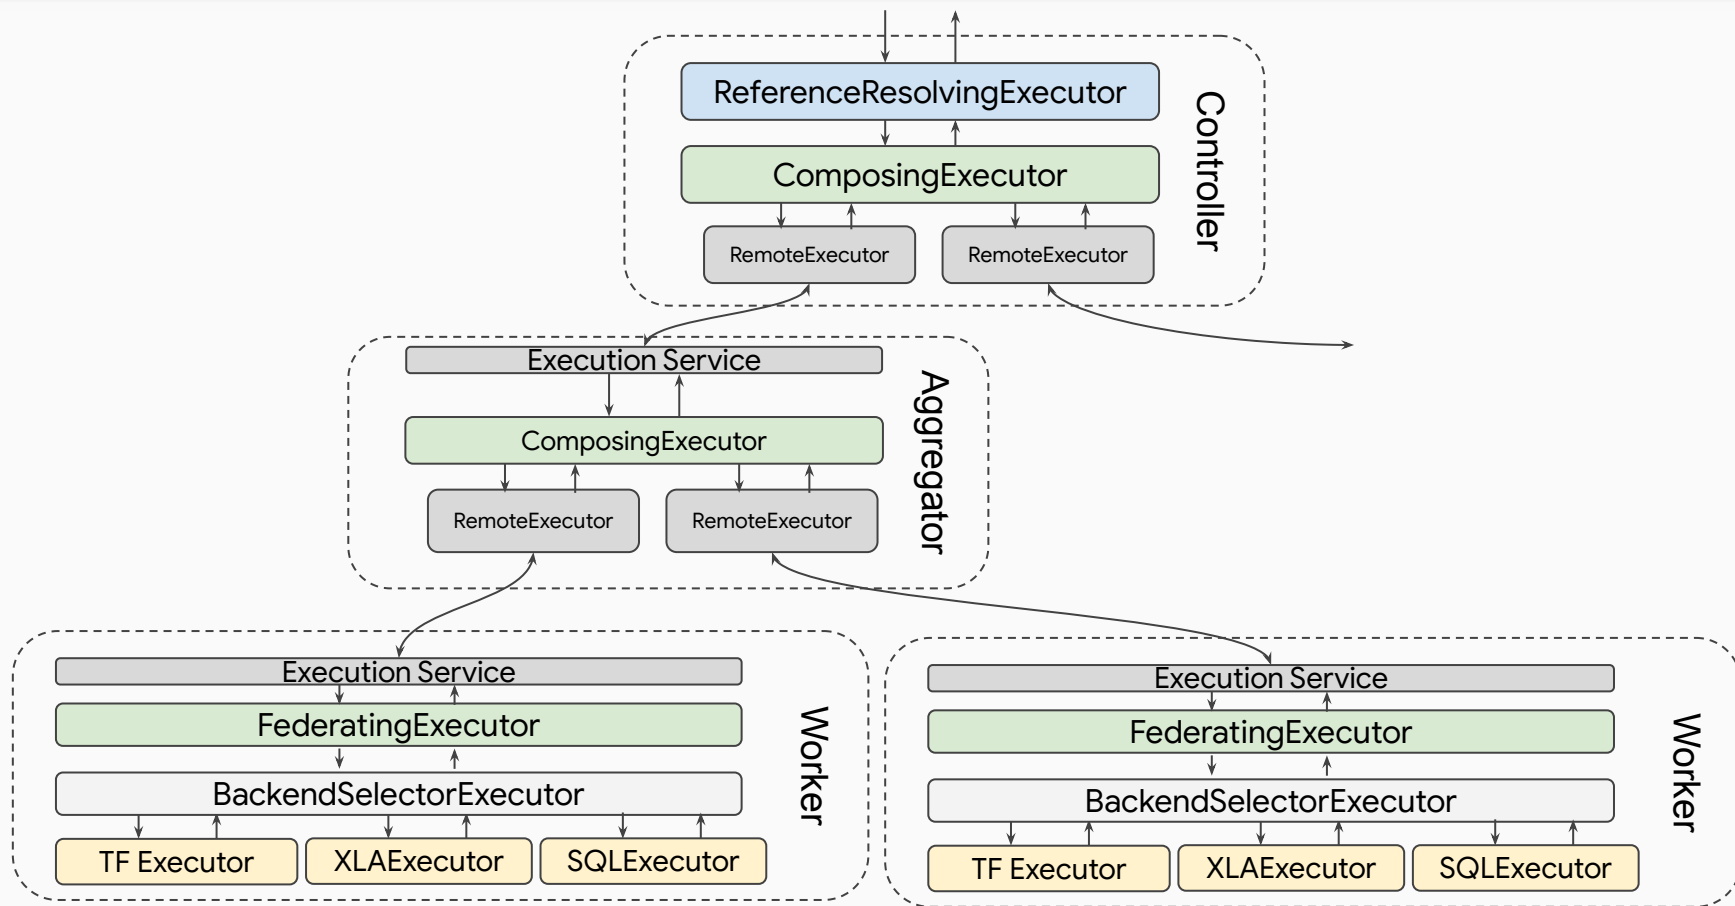 ReferenceResolvingExecutor
ComposingExecutor
RemoteExecutor
RemoteExecutor
Controller
Execution Service
ComposingExecutor
RemoteExecutor
RemoteExecutor
Aggregator
Execution Service
FederatingExecutor
BackendSelectorExecutor
TF Executor
XLAExecutor
SQLExecutor
Worker
Execution Service
FederatingExecutor
BackendSelectorExecutor
TF Executor
XLAExecutor
SQLExecutor
Worker